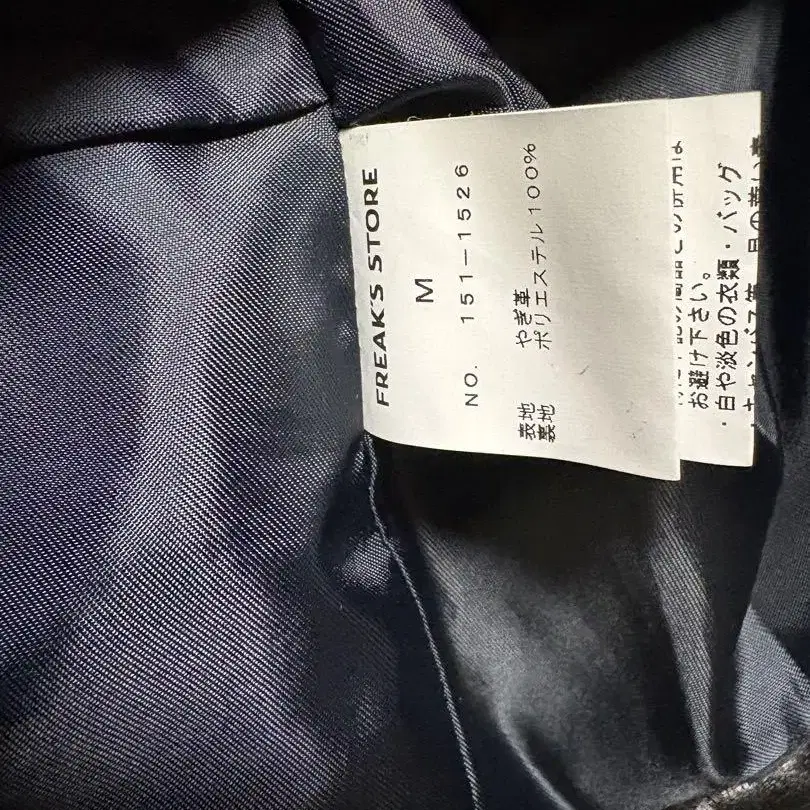 FREAK'S STORE
M
NO. 151-1526
表地 やぎ革
裏地 ポリエステル100%
お避け下さい。
・白や淡色の衣類・バッグ